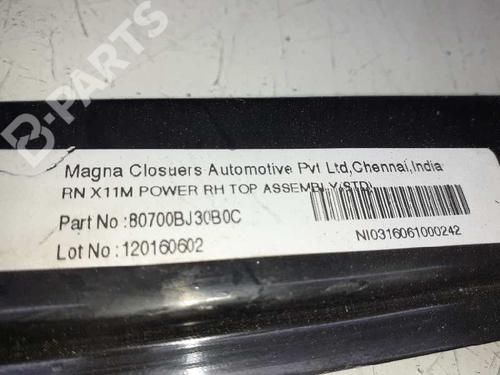 Magna Closuers Automotive Pvt Ltd,Chennai,India
RN X11M POWER RH TOP ASSEMBLY(STD)
Part No :80700BJ30B0C
Lot No : 120160602
NI0316061000242
B-PARTS